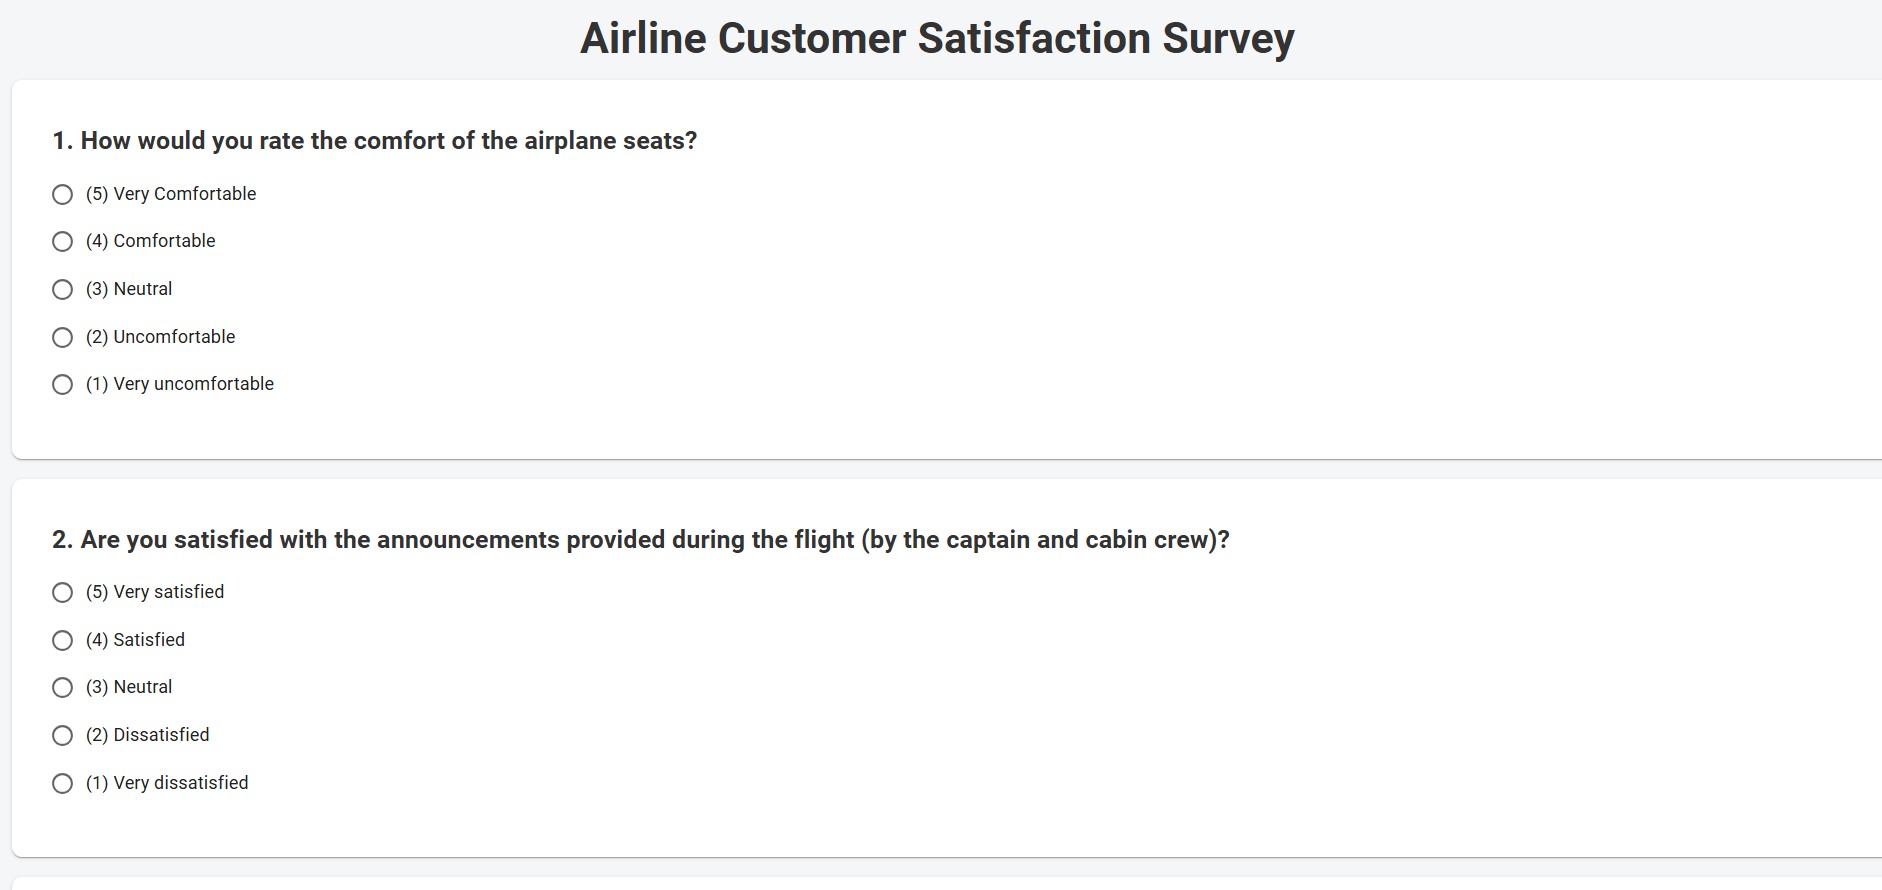 Airline Customer Satisfaction Survey
1. How would you rate the comfort of the airplane seats?
(5) Very Comfortable
(4) Comfortable
(3) Neutral
(2) Uncomfortable
(1) Very uncomfortable
2. Are you satisfied with the announcements provided during the flight (by the captain and cabin crew)?
(5) Very satisfied
(4) Satisfied
(3) Neutral
(2) Dissatisfied
(1) Very dissatisfied